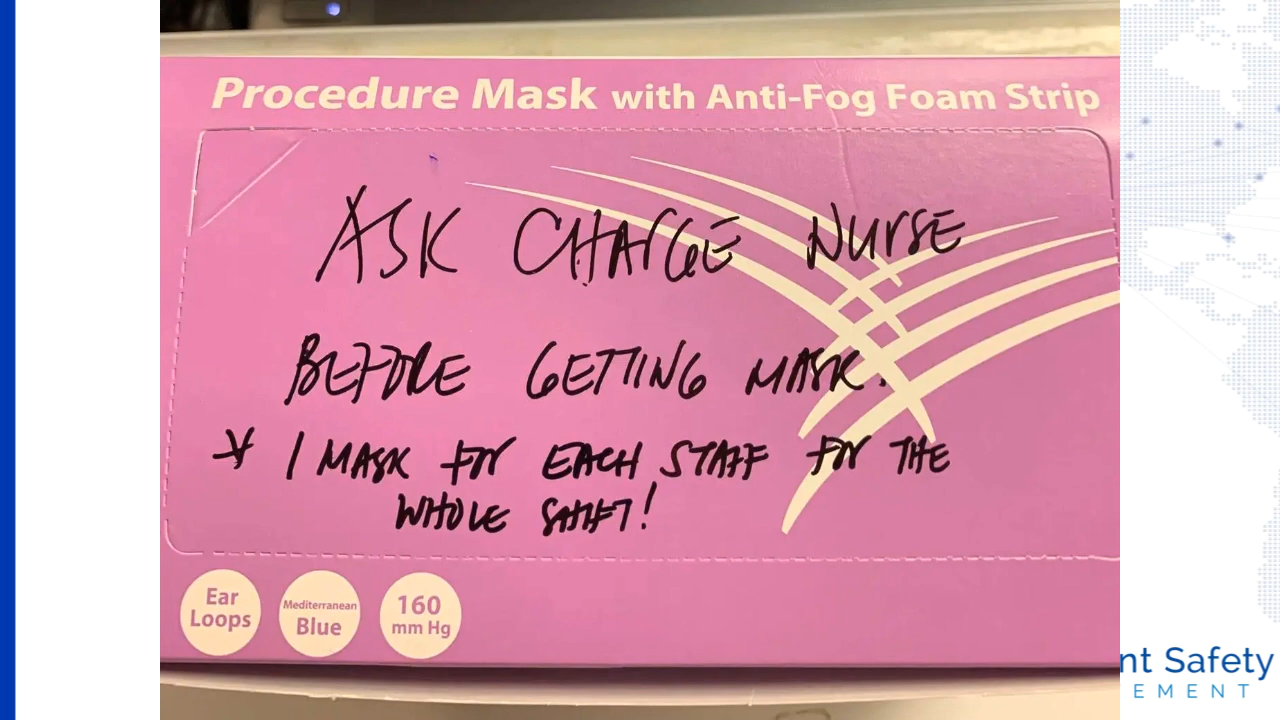 Procedure Mask with Anti-Fog Foam Strip
ASK CHARGE NURSE
BEFORE GETTING MASK.
* 1 MASK FOR EACH STAFF FOR THE
WHOLE SHIFT!
Ear
Loops
Mediterranean
Blue
160
mm Hg
nt Safety
EMENT